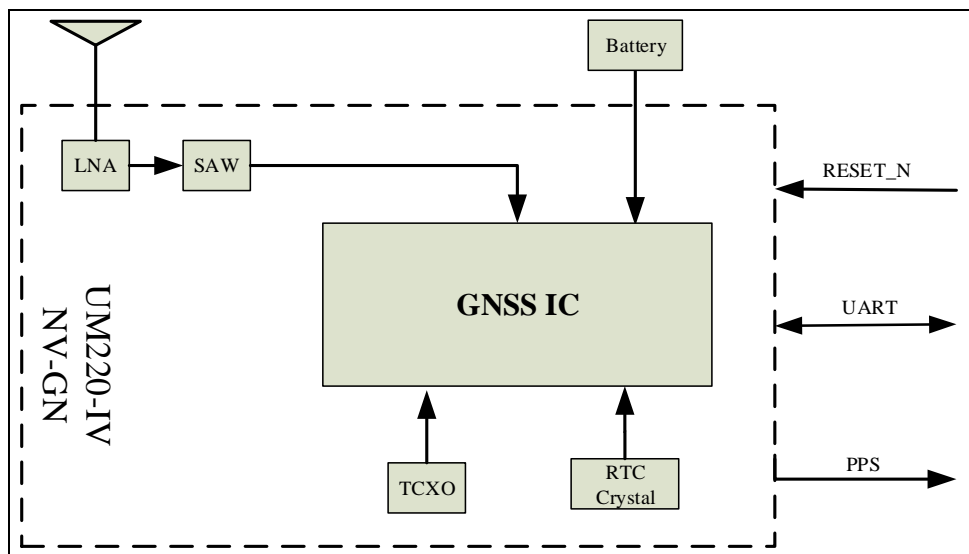 Battery
LNA
SAW
RESET_N
GNSS IC
UART
UM220-IV
NV-GN
PPS
TCXO
RTC
Crystal